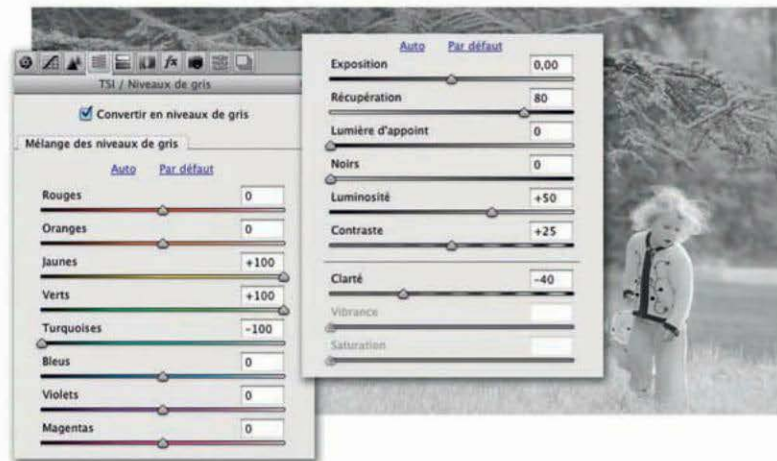 TSI / Niveaux de gris
Convertir en niveaux de gris
Mélange des niveaux de gris
Auto Par défaut
Rouges 0
Oranges 0
Jaunes +100
Verts +100
Turquoises -100
Bleus 0
Violets 0
Magentas 0
Auto Par défaut
Exposition 0,00
Récupération 80
Lumière d'appoint 0
Noirs 0
Luminosité +50
Contraste +25
Clarté -40
Vibrance
Saturation